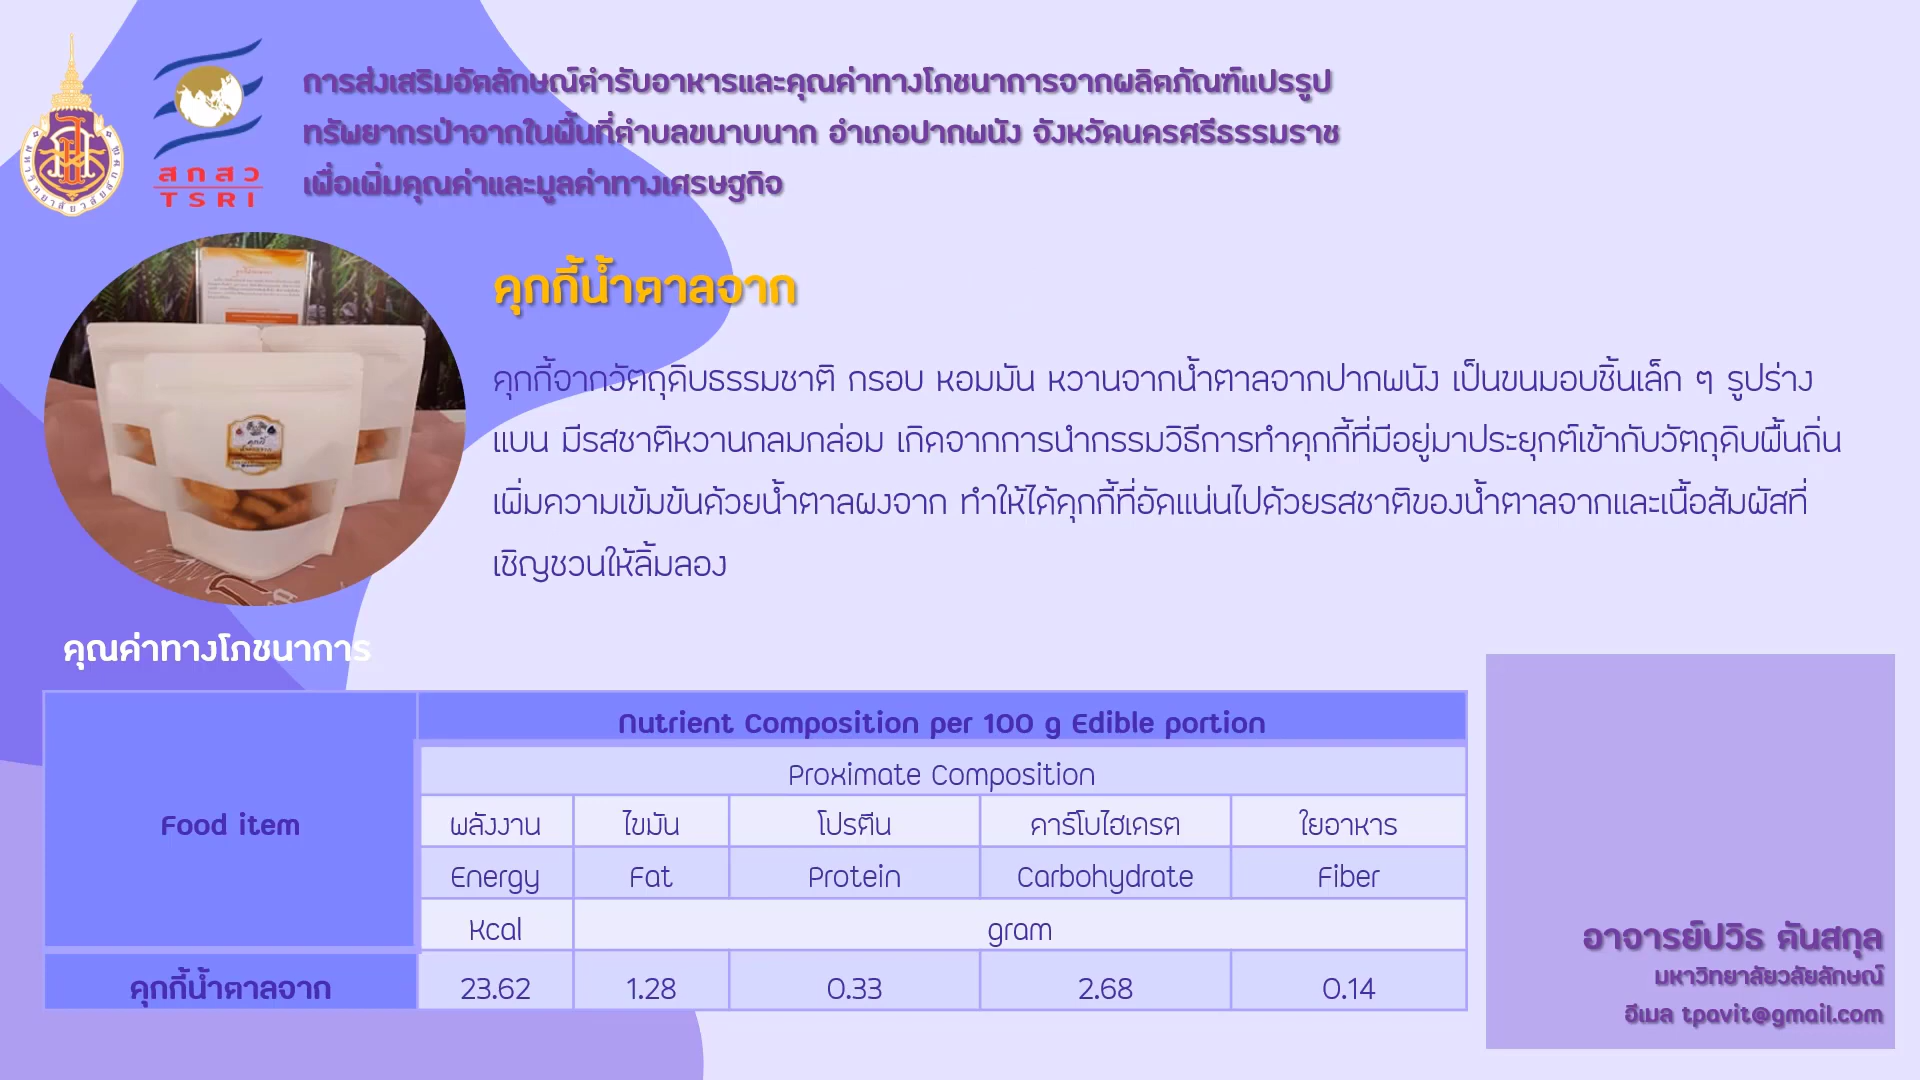 การส่งเสริมอัตลักษณ์ตำรับอาหารและคุณค่าทางโภชนาการจากผลิตภัณฑ์แปรรูป
ทรัพยากรป่าจากในพื้นที่ตำบลขนาบนาก อำเภอปากพนัง จังหวัดนครศรีธรรมราช
เพื่อเพิ่มคุณค่าและมูลค่าทางเศรษฐกิจ
มหาวิทยาลัยวลัยลักษณ์
สกสว
TSRI
คุกกี้น้ำตาลจาก
คุกกี้จากวัตถุดิบธรรมชาติ กรอบ หอมมัน หวานจากน้ำตาลจากปากพนัง เป็นขนมอบชิ้นเล็ก ๆ รูปร่าง
แบน มีรสชาติหวานกลมกล่อม เกิดจากการนำกรรมวิธีการทำคุกกี้ที่มีอยู่มาประยุกต์เข้ากับวัตถุดิบพื้นถิ่น
เพิ่มความเข้มข้นด้วยน้ำตาลผงจาก ทำให้ได้คุกกี้ที่อัดแน่นไปด้วยรสชาติของน้ำตาลจากและเนื้อสัมผัสที่
เชิญชวนให้ลิ้มลอง
คุณค่าทางโภชนาการ
Food item
Nutrient Composition per 100 g Edible portion
Proximate Composition
พลังงาน ไขมัน โปรตีน คาร์โบไฮเดรต ใยอาหาร
Energy Fat Protein Carbohydrate Fiber
Kcal gram
คุกกี้น้ำตาลจาก 23.62 1.28 0.33 2.68 0.14
อาจารย์ปวิธ ตันสกุล
มหาวิทยาลัยวลัยลักษณ์
อีเมล tpavit@gmail.com